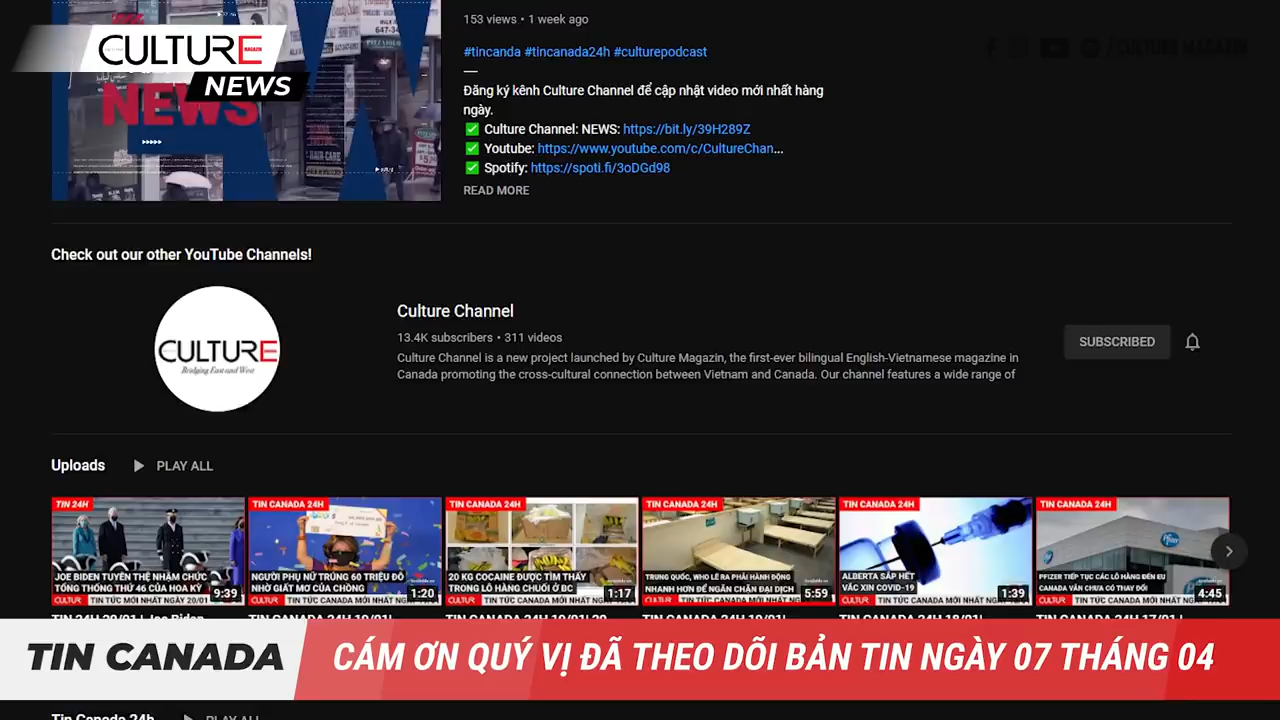 CULTURE
MAGAZIN
NEWS
NEWS
647-34
153 views • 1 week ago
#tincanda #tincanada24h #culturepodcast
Đăng ký kênh Culture Channel để cập nhật video mới nhất hàng
ngày.
✅ Culture Channel: NEWS: https://bit.ly/39H289Z
✅ Youtube: https://www.youtube.com/c/CultureChan...
✅ Spotify: https://spoti.fi/3oDGd98
READ MORE
Check out our other YouTube Channels!
CULTURE
Bridging East and West
Culture Channel
13.4K subscribers • 311 videos
Culture Channel is a new project launched by Culture Magazin, the first-ever bilingual English-Vietnamese magazine in
Canada promoting the cross-cultural connection between Vietnam and Canada. Our channel features a wide range of
SUBSCRIBED
Uploads
PLAY ALL
TIN 24H
JOE BIDEN TUYÊN THỆ NHẬM CHỨC
TỔNG THỐNG THỨ 46 CỦA HOA KỲ
9:39
TIN CANADA 24H
NGƯỜI PHỤ NỮ TRÚNG 60 TRIỆU ĐÔ
NHỜ GIẤC MƠ CỦA CHỒNG
1:20
TIN CANADA 24H
20 KG COCAINE ĐƯỢC TÌM THẤY
TRONG LÔ HÀNG CHUỐI Ở BC
1:17
TIN CANADA 24H
TRUNG QUỐC, WHO LẼ RA PHẢI HÀNH ĐỘNG
NHANH HƠN ĐỂ NGĂN CHẶN ĐẠI DỊCH
5:59
TIN CANADA 24H
ALBERTA SẮP HẾT
VẮC XIN COVID-19
1:39
TIN CANADA 24H
Pfizer
PFIZER TIẾP TỤC CÁC LÔ HÀNG ĐẾN EU
CANADA VẪN CHƯA CÓ THAY ĐỔI
4:45
TIN CANADA
CÁM ƠN QUÝ VỊ ĐÃ THEO DÕI BẢN TIN NGÀY 07 THÁNG 04
Tin Canada 24h
PLAY ALL